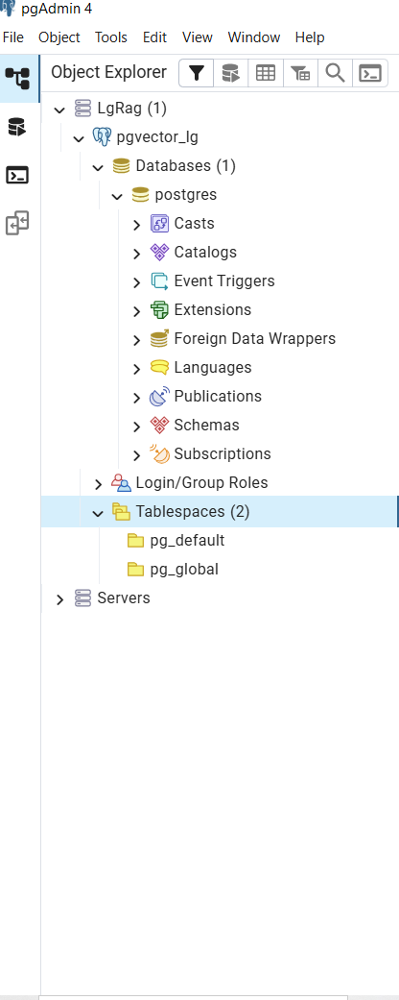 pgAdmin 4
File Object Tools Edit View Window Help
Object Explorer
LgRag (1)
pgvector_lg
Databases (1)
postgres
Casts
Catalogs
Event Triggers
Extensions
Foreign Data Wrappers
Languages
Publications
Schemas
Subscriptions
Login/Group Roles
Tablespaces (2)
pg_default
pg_global
Servers